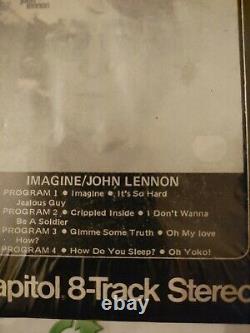 IMAGINE/JOHN LENNON
PROGRAM 1 ● Imagine ● It's So Hard
Jealous Guy
PROGRAM 2 ● Crippled Inside ● I Don't Wanna
Be A Soldier
PROGRAM 3 ● Gimme Some Truth ● Oh My love
How?
PROGRAM 4 ● How Do You Sleep? ● Oh Yoko!
apitol 8-Track Stereo